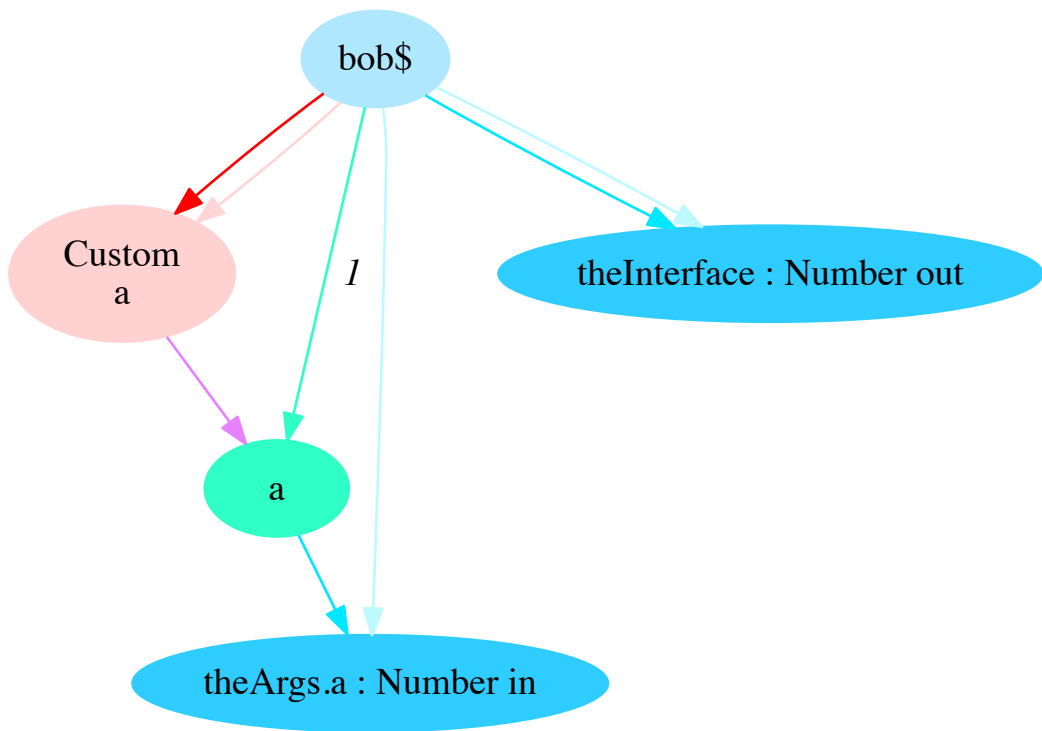 bob$
Custom
a
theInterface : Number out
1
a
theArgs.a : Number in